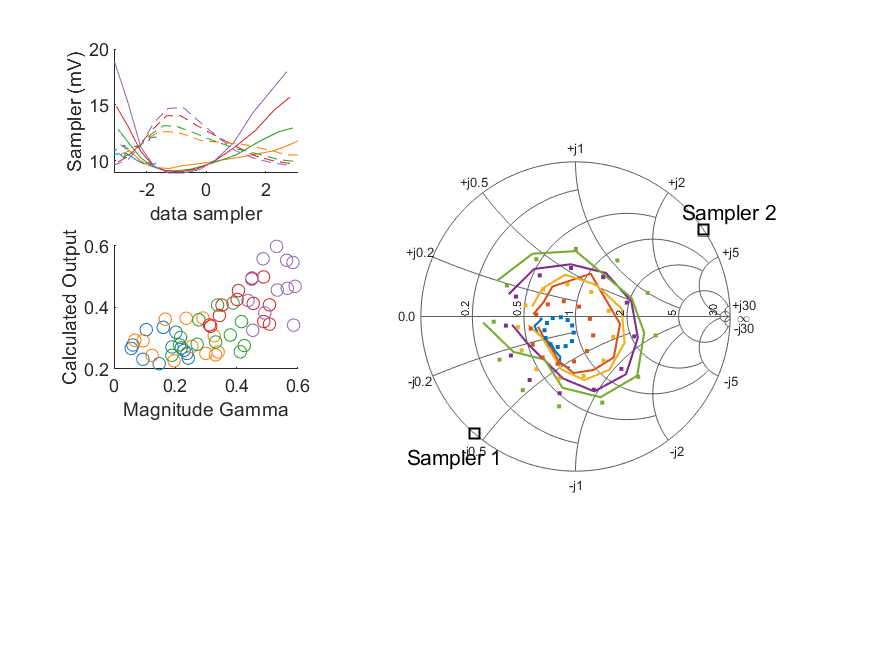 20
15
10
Sampler (mV)
-2 0 2
data sampler
0.6
0.4
0.2
Calculated Output
0 0.2 0.4 0.6
Magnitude Gamma
+j1
+j0.5 +j2
Sampler 2
+j0.2 +j5
0.0 0.2 0.5 1 2 5 30 +j30
∞
-j30
-j0.2 -j5
-j0.5 -j2
Sampler 1
-j1